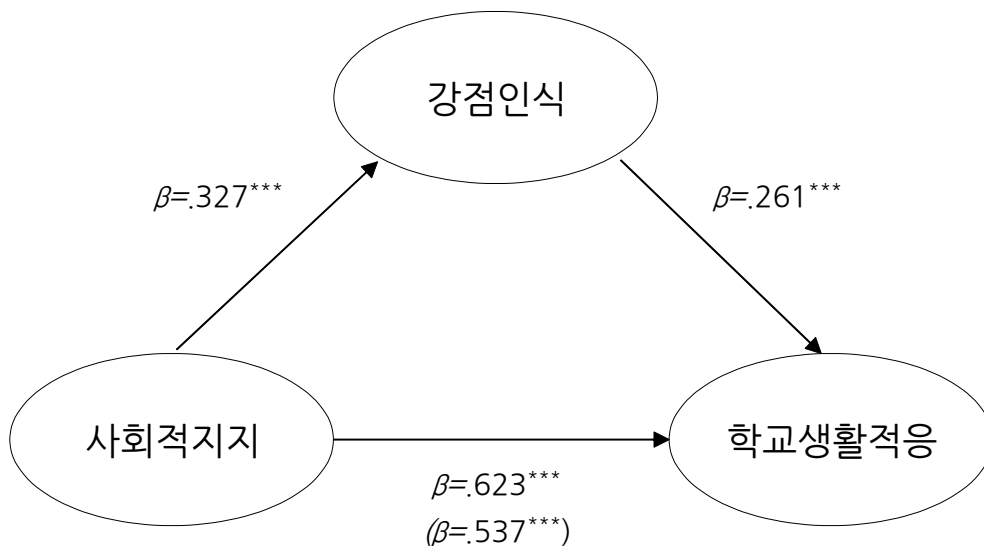 강점인식
β=.327***
β=.261***
사회적지지
학교생활적응
β=.623***
(β=.537***)